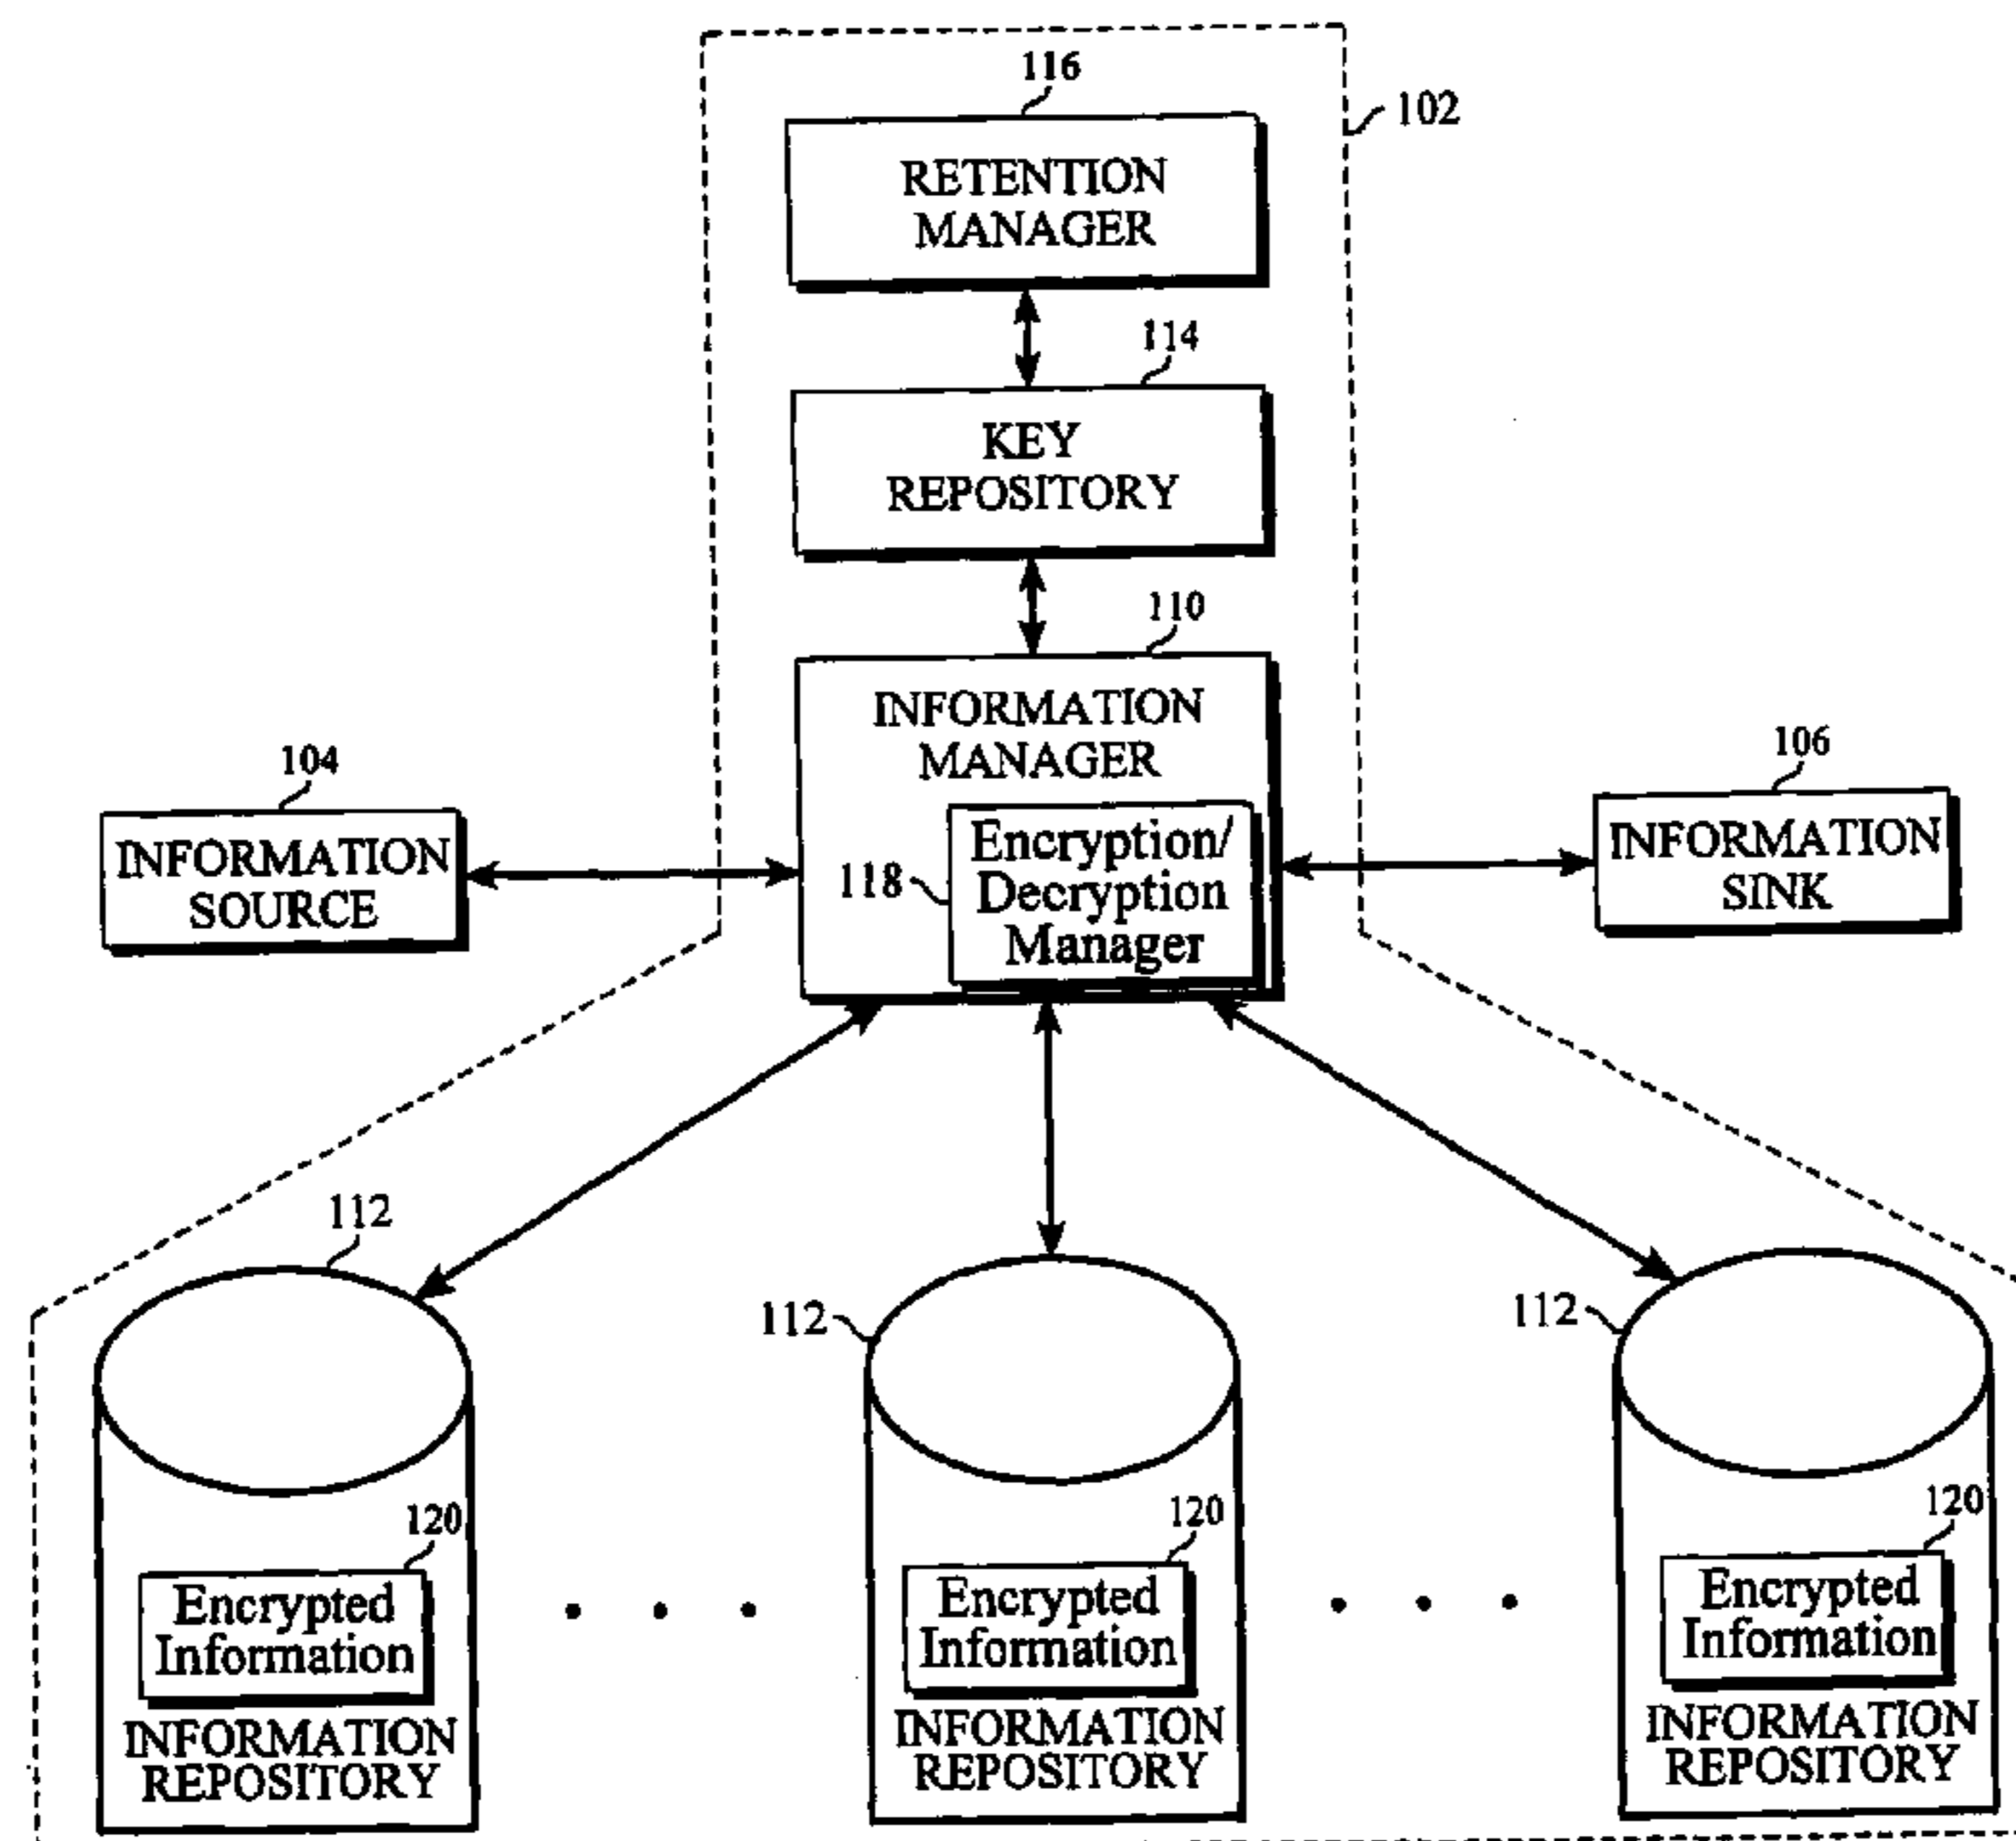 116
102
RETENTION
MANAGER
114
KEY
REPOSITORY
110
INFORMATION
MANAGER
104
106
INFORMATION
SOURCE
118
Encryption/
Decryption
Manager
INFORMATION
SINK
112
112
112
120
120
120
Encrypted
Information
Encrypted
Information
Encrypted
Information
INFORMATION
REPOSITORY
INFORMATION
REPOSITORY
INFORMATION
REPOSITORY